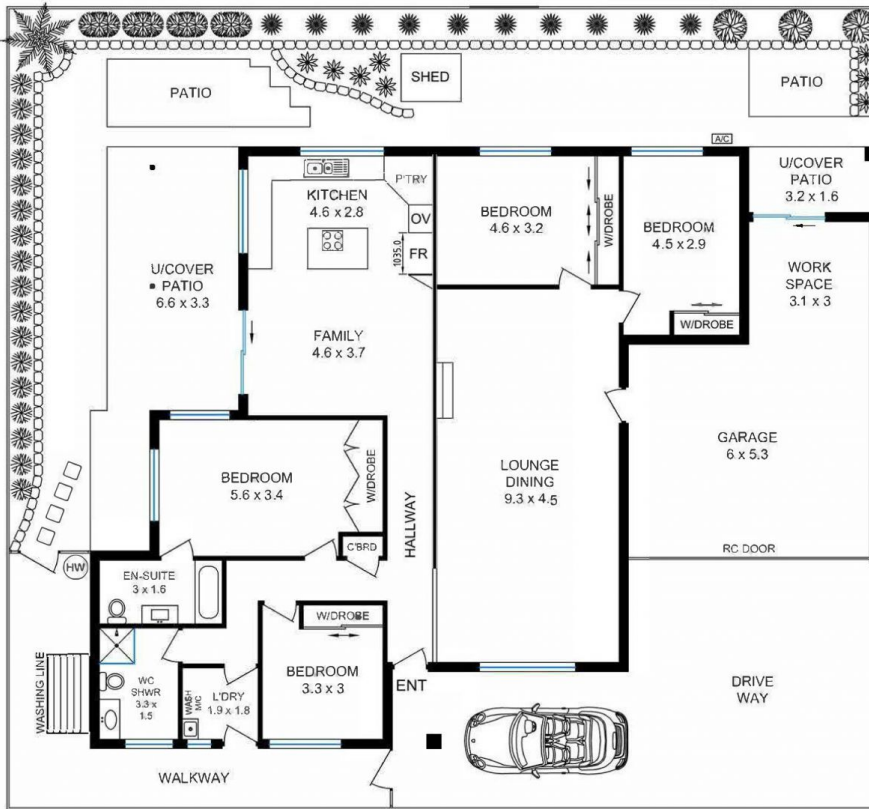 PATIO
SHED
PATIO
A/C
KITCHEN
4.6 x 2.8
P'TRY
OV
FR
1035.0
BEDROOM
4.6 x 3.2
W/DROBE
BEDROOM
4.5 x 2.9
W/DROBE
U/COVER
PATIO
3.2 x 1.6
WORK
SPACE
3.1 x 3
U/COVER
PATIO
6.6 x 3.3
FAMILY
4.6 x 3.7
GARAGE
6 x 5.3
RC DOOR
LOUNGE
DINING
9.3 x 4.5
BEDROOM
5.6 x 3.4
W/DROBE
HALLWAY
C'BRD
HW
EN-SUITE
3 x 1.6
W/DROBE
BEDROOM
3.3 x 3
ENT
WASHING LINE
WC
SHWR
3.3 x
1.5
WASH
M/C
L'DRY
1.9 x 1.8
DRIVE
WAY
WALKWAY